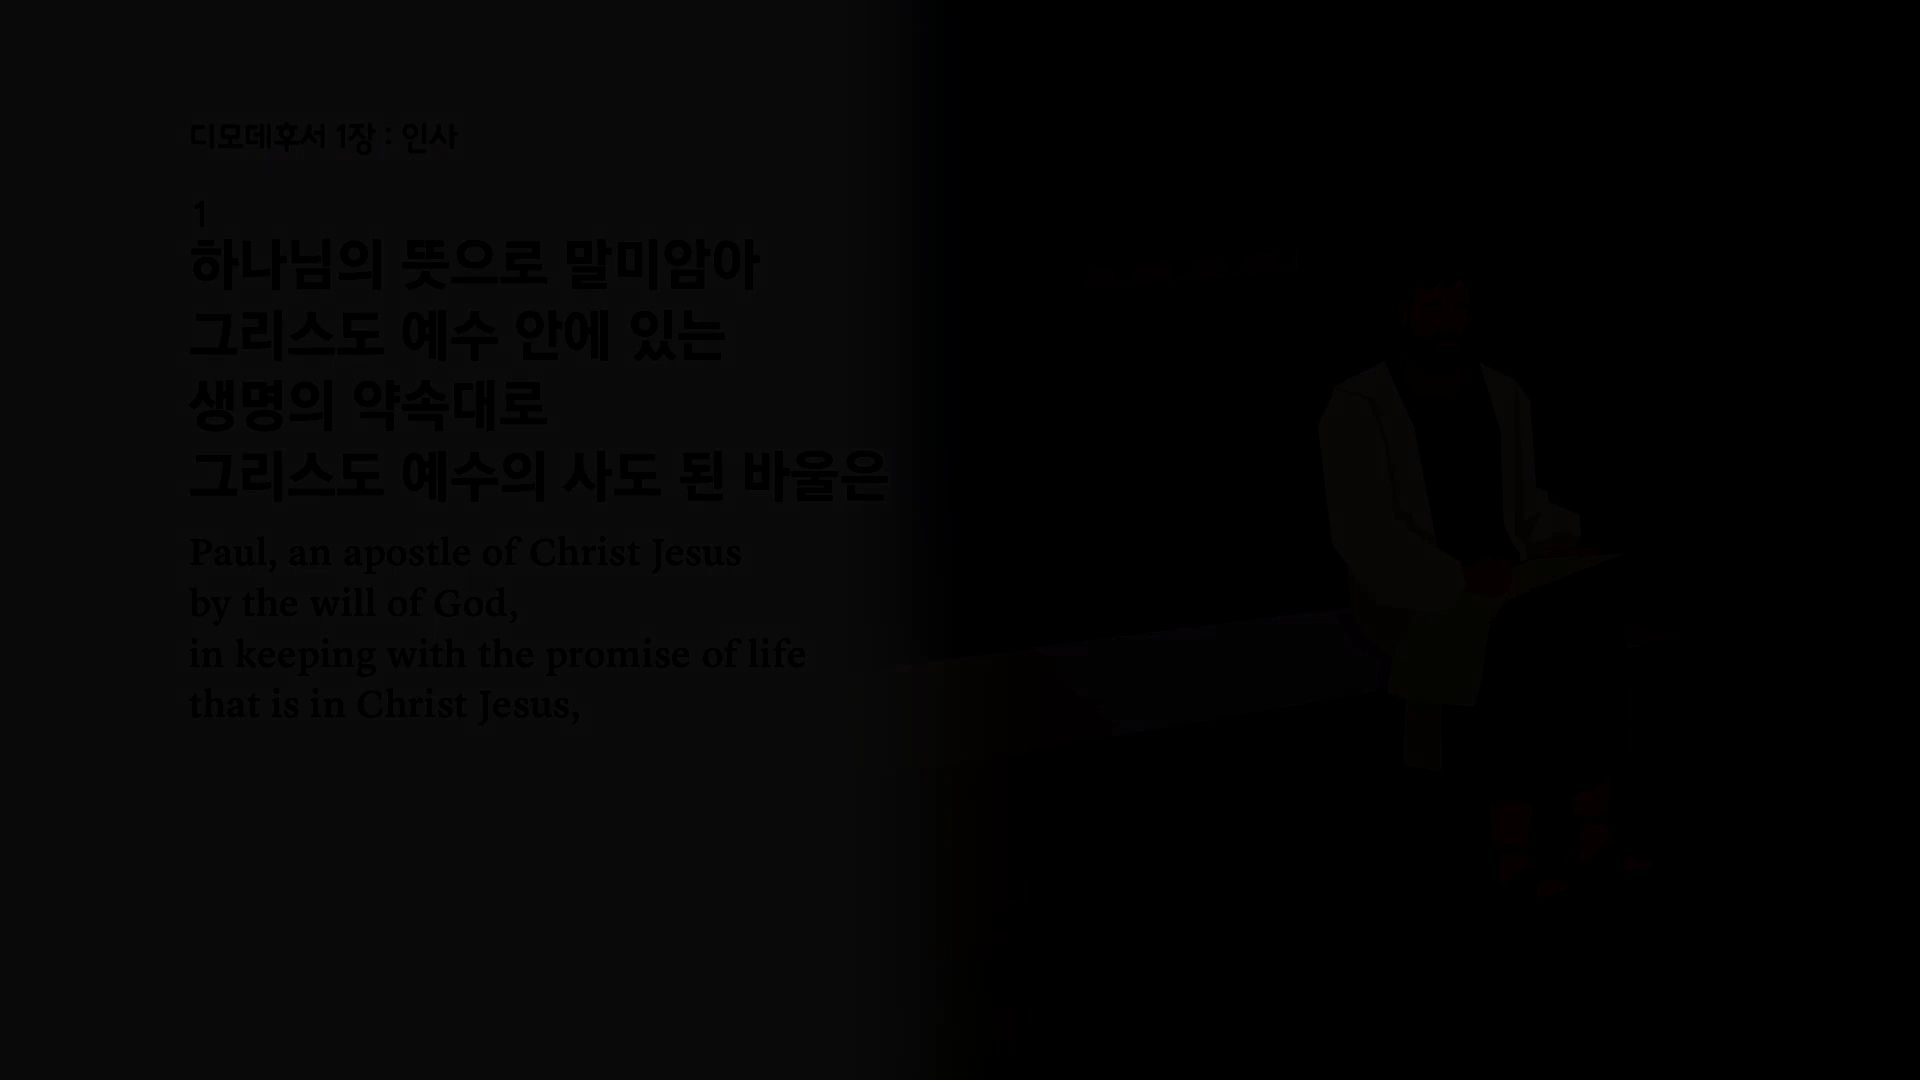 디모데후서 1장 : 인사
1
하나님의 뜻으로 말미암아
그리스도 예수 안에 있는
생명의 약속대로
그리스도 예수의 사도 된 바울은
Paul, an apostle of Christ Jesus
by the will of God,
in keeping with the promise of life
that is in Christ Jesus,